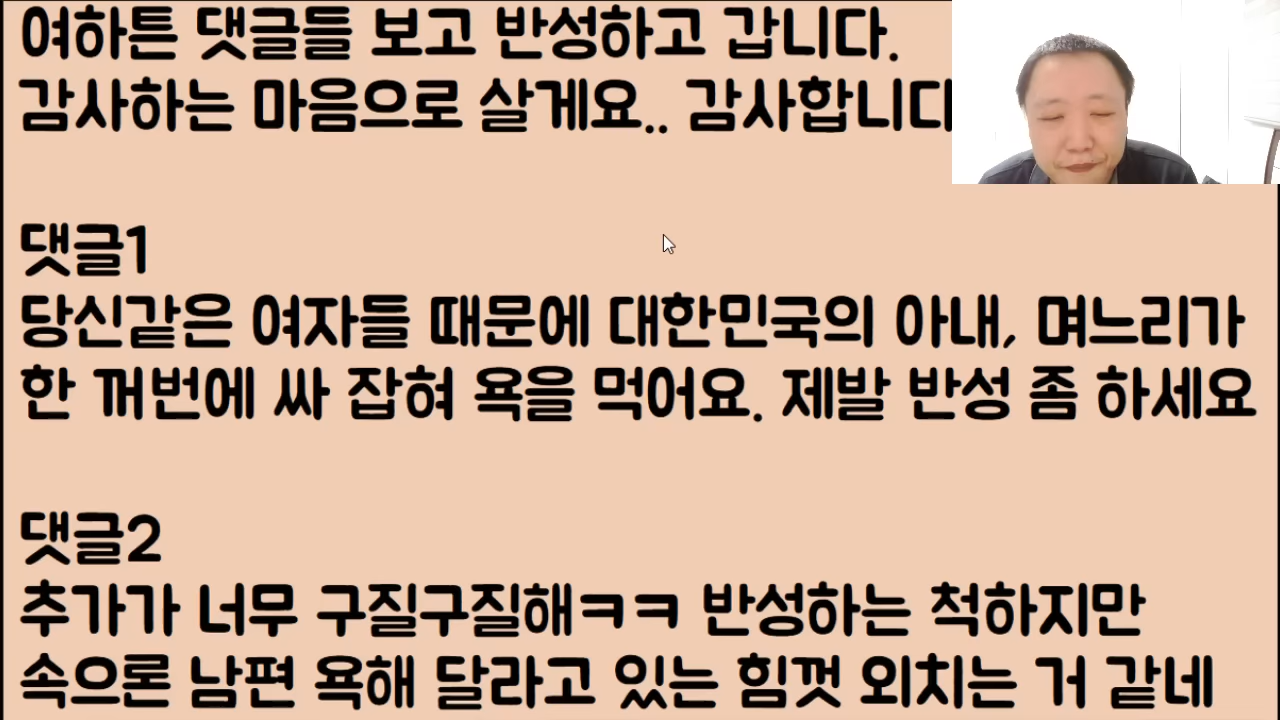 여하튼 댓글들 보고 반성하고 갑니다.
감사하는 마음으로 살게요.. 감사합니다
댓글1
당신같은 여자들 때문에 대한민국의 아내, 며느리가
한 꺼번에 싸 잡혀 욕을 먹어요. 제발 반성 좀 하세요
댓글2
추가가 너무 구질구질해ㅋㅋ 반성하는 척하지만
속으론 남편 욕해 달라고 있는 힘껏 외치는 거 같네